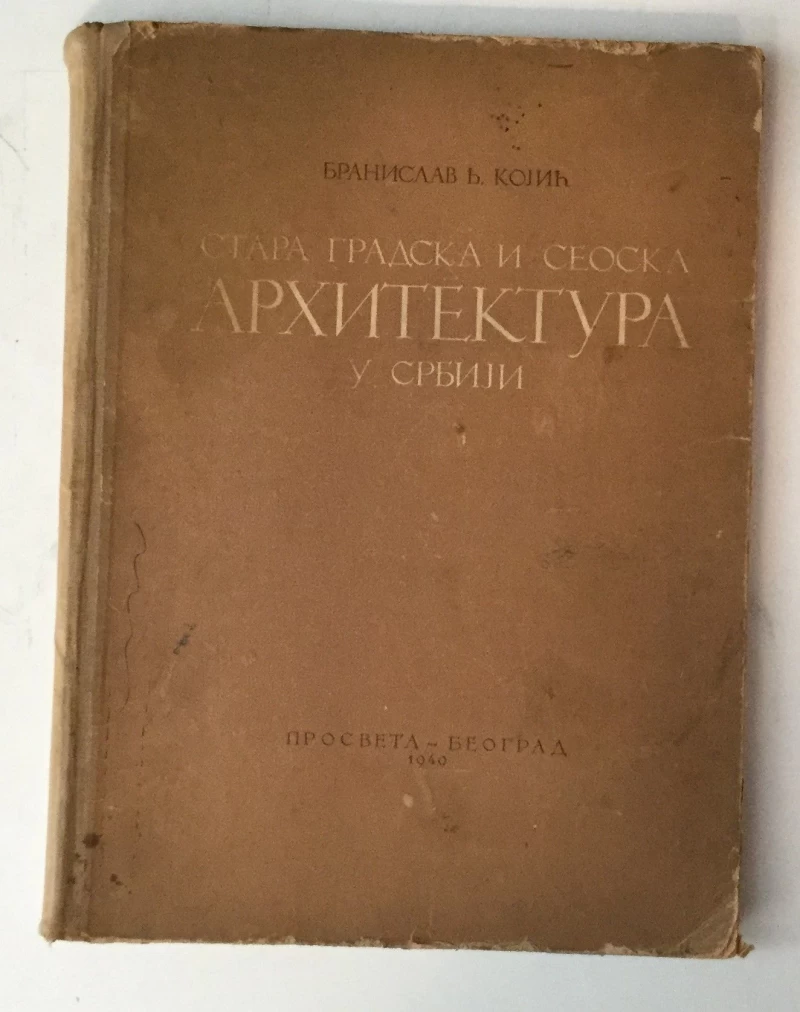 БРАНИСЛАВ Ђ. КОЈИЋ
СТАРА ГРАДСКА И СЕОСКА
АРХИТЕКТУРА
У СРБИЈИ
ПРОСВЕТА – БЕОГРАД
1949